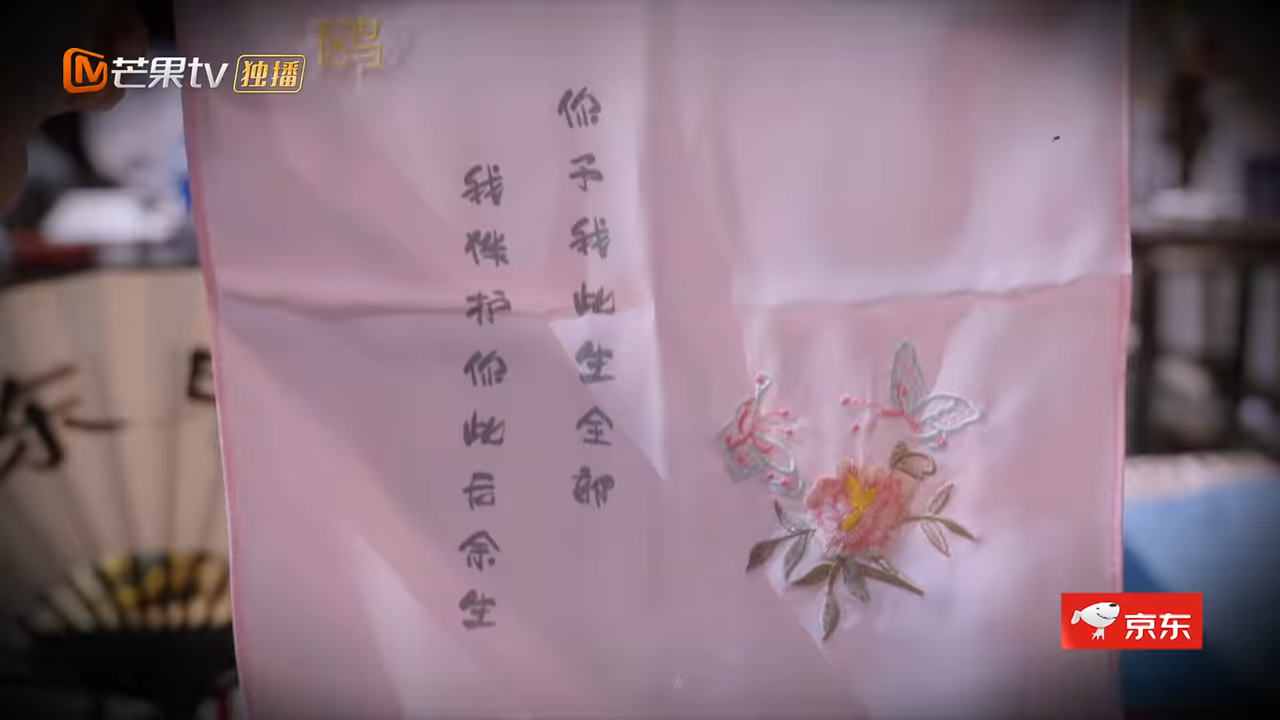 芒果tv 独播
你予我此生全部
我保护你此后余生
京东